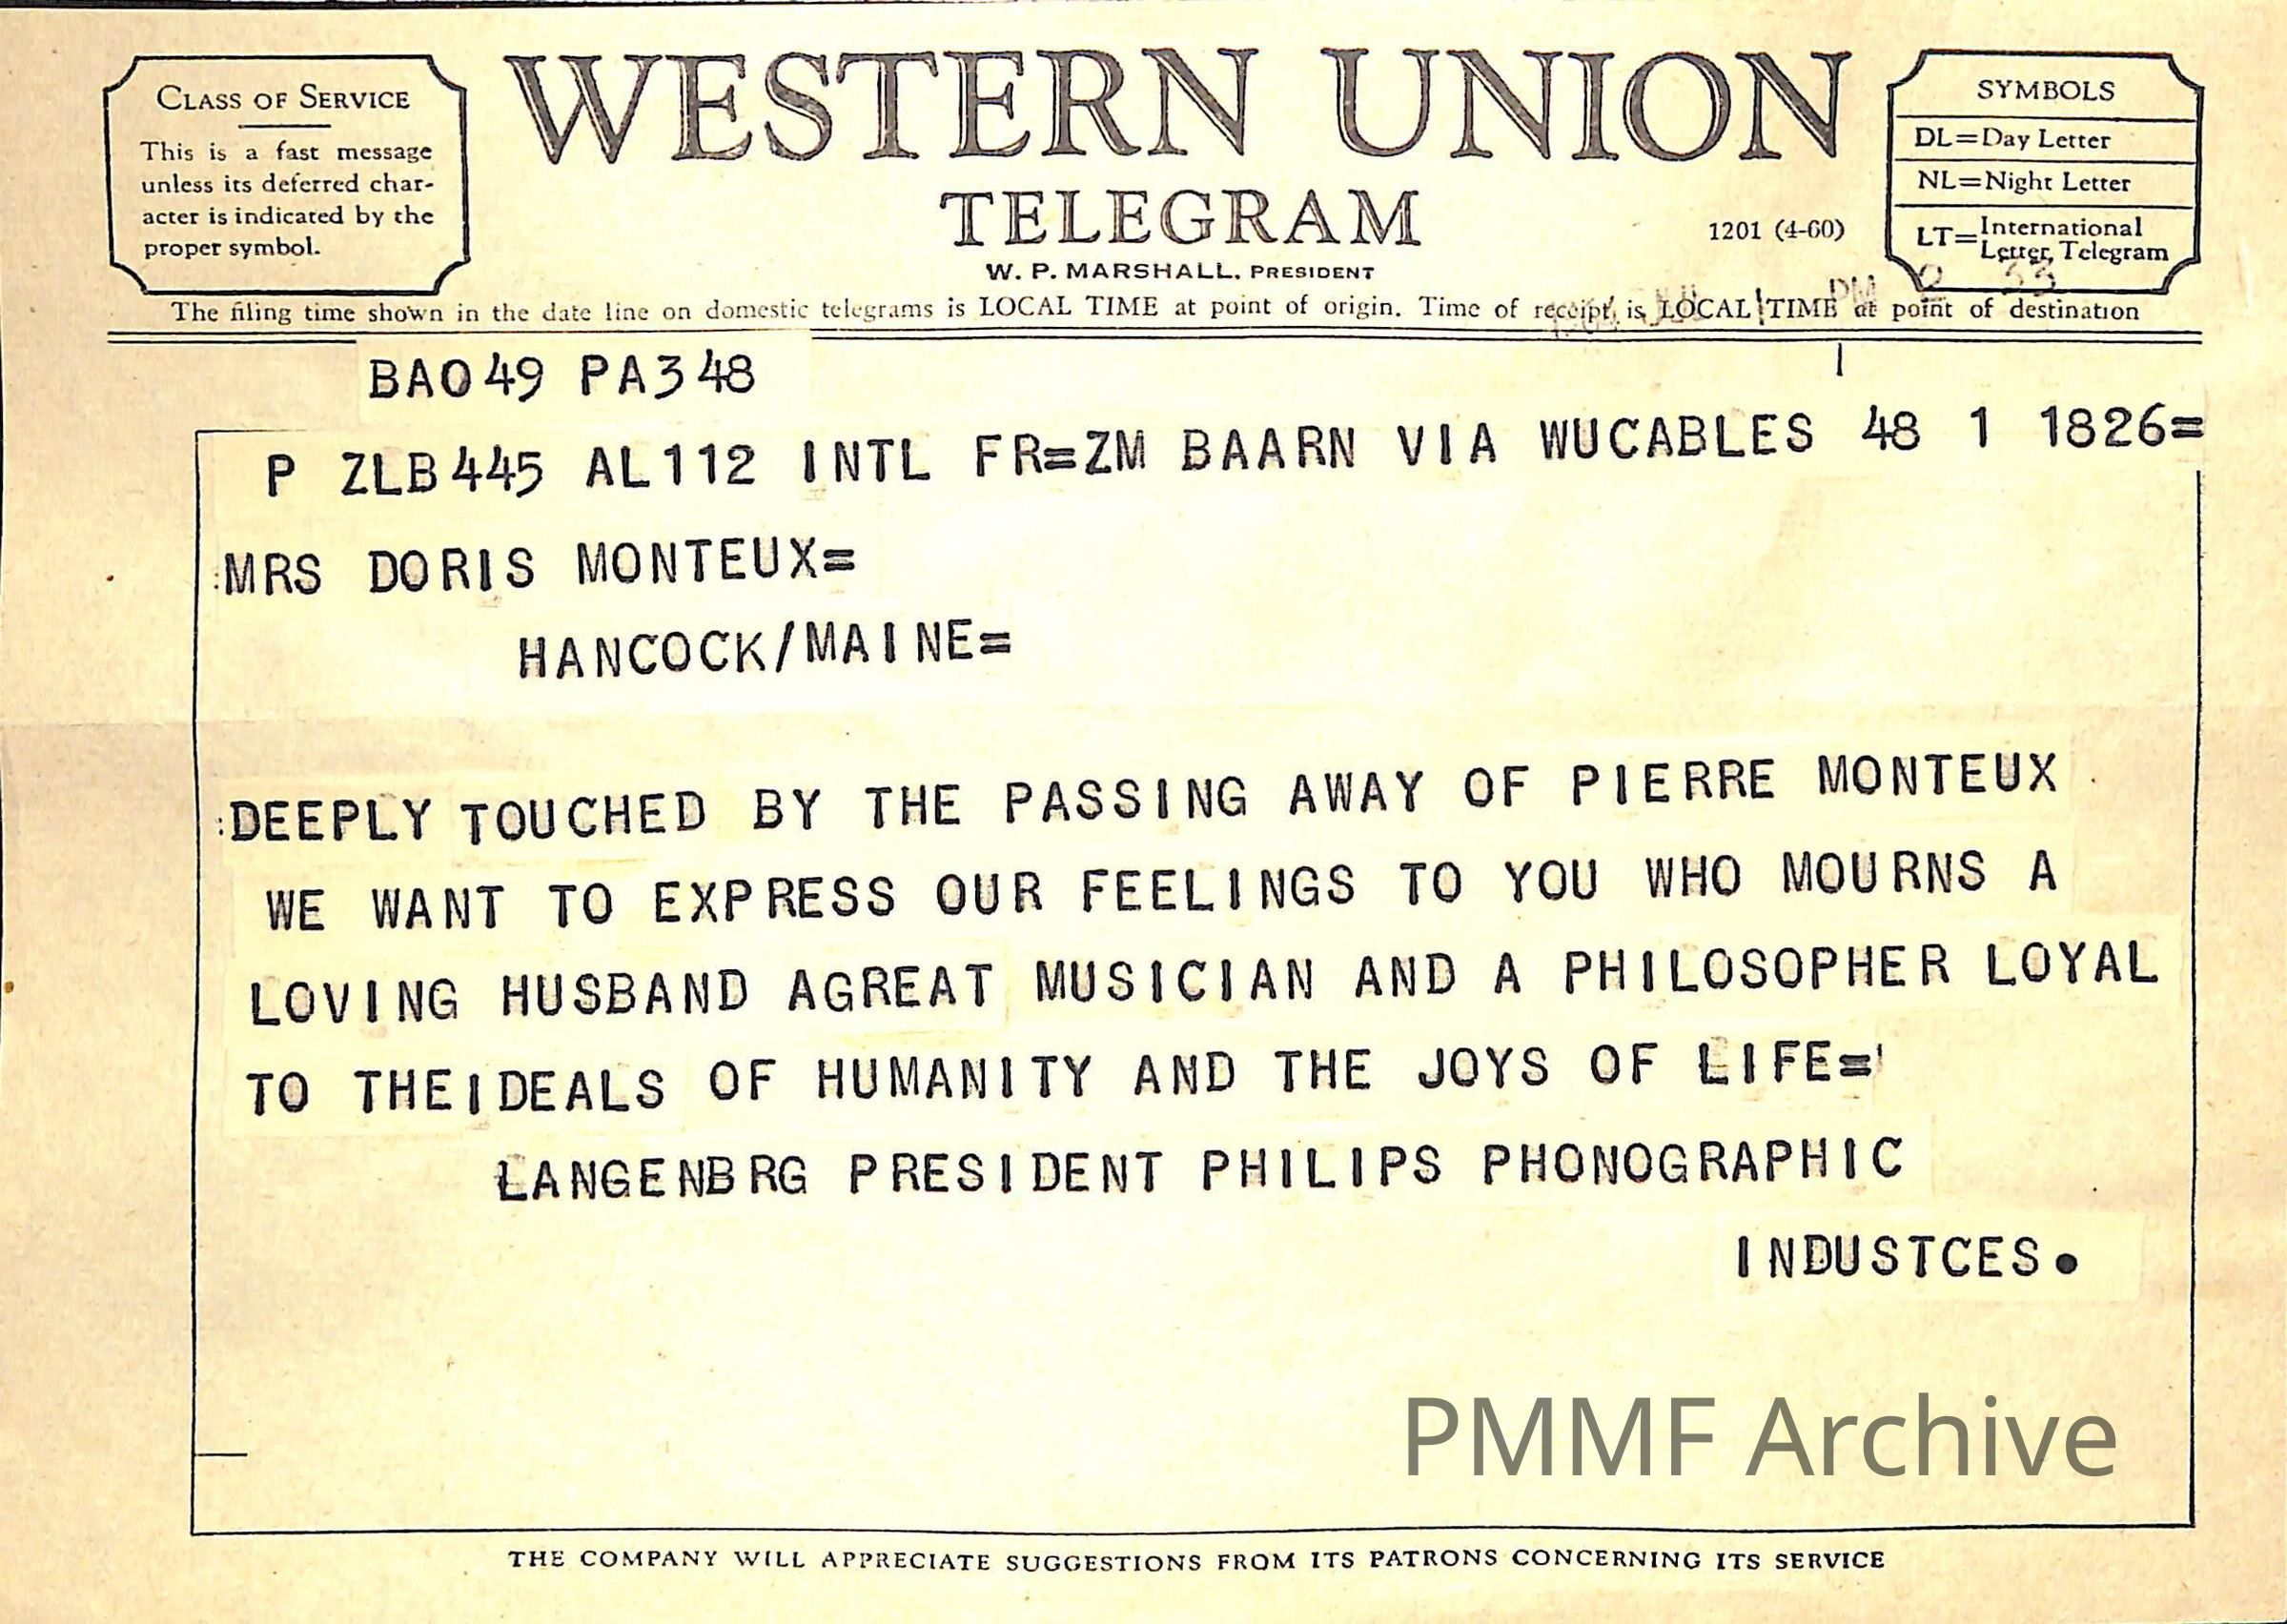 CLASS OF SERVICE
This is a fast message
unless its deferred char-
acter is indicated by the
proper symbol.
WESTERN UNION
TELEGRAM
W. P. MARSHALL, PRESIDENT
1201 (4-60)
SYMBOLS
DL=Day Letter
NL=Night Letter
LT=International
Letter Telegram
PM 2 33
The filing time shown in the date line on domestic telegrams is LOCAL TIME at point of origin. Time of receipt is LOCAL TIME at point of destination
BA049 PA348
P ZLB445 AL112 INTL FR=ZM BAARN VIA WUCABLES 48 1 1826=
:MRS DORIS MONTEUX=
HANCOCK/MAINE=
:DEEPLY TOUCHED BY THE PASSING AWAY OF PIERRE MONTEUX
WE WANT TO EXPRESS OUR FEELINGS TO YOU WHO MOURNS A
LOVING HUSBAND AGREAT MUSICIAN AND A PHILOSOPHER LOYAL
TO THEIDEALS OF HUMANITY AND THE JOYS OF LIFE=
LANGENBRG PRESIDENT PHILIPS PHONOGRAPHIC
INDUSTCES.
PMMF Archive
THE COMPANY WILL APPRECIATE SUGGESTIONS FROM ITS PATRONS CONCERNING ITS SERVICE